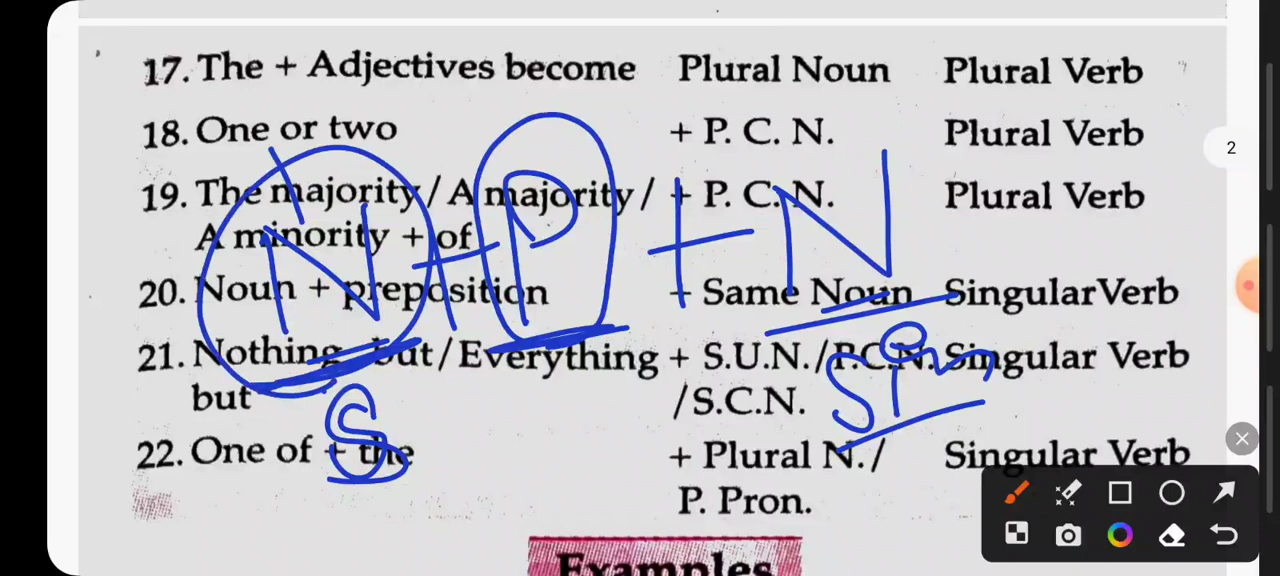 17. The + Adjectives become Plural Noun Plural Verb
18. One or two + P. C. N. Plural Verb
19. The majority / A majority / + P. C. N. Plural Verb
A minority + of
20. Noun + preposition + Same Noun Singular Verb
21. Nothing but / Everything + S.U.N. / P.C.N. Singular Verb
but / S.C.N.
22. One of + the + Plural N. / Singular Verb
P. Pron.
Examples
N + P + N
S
Sin
2